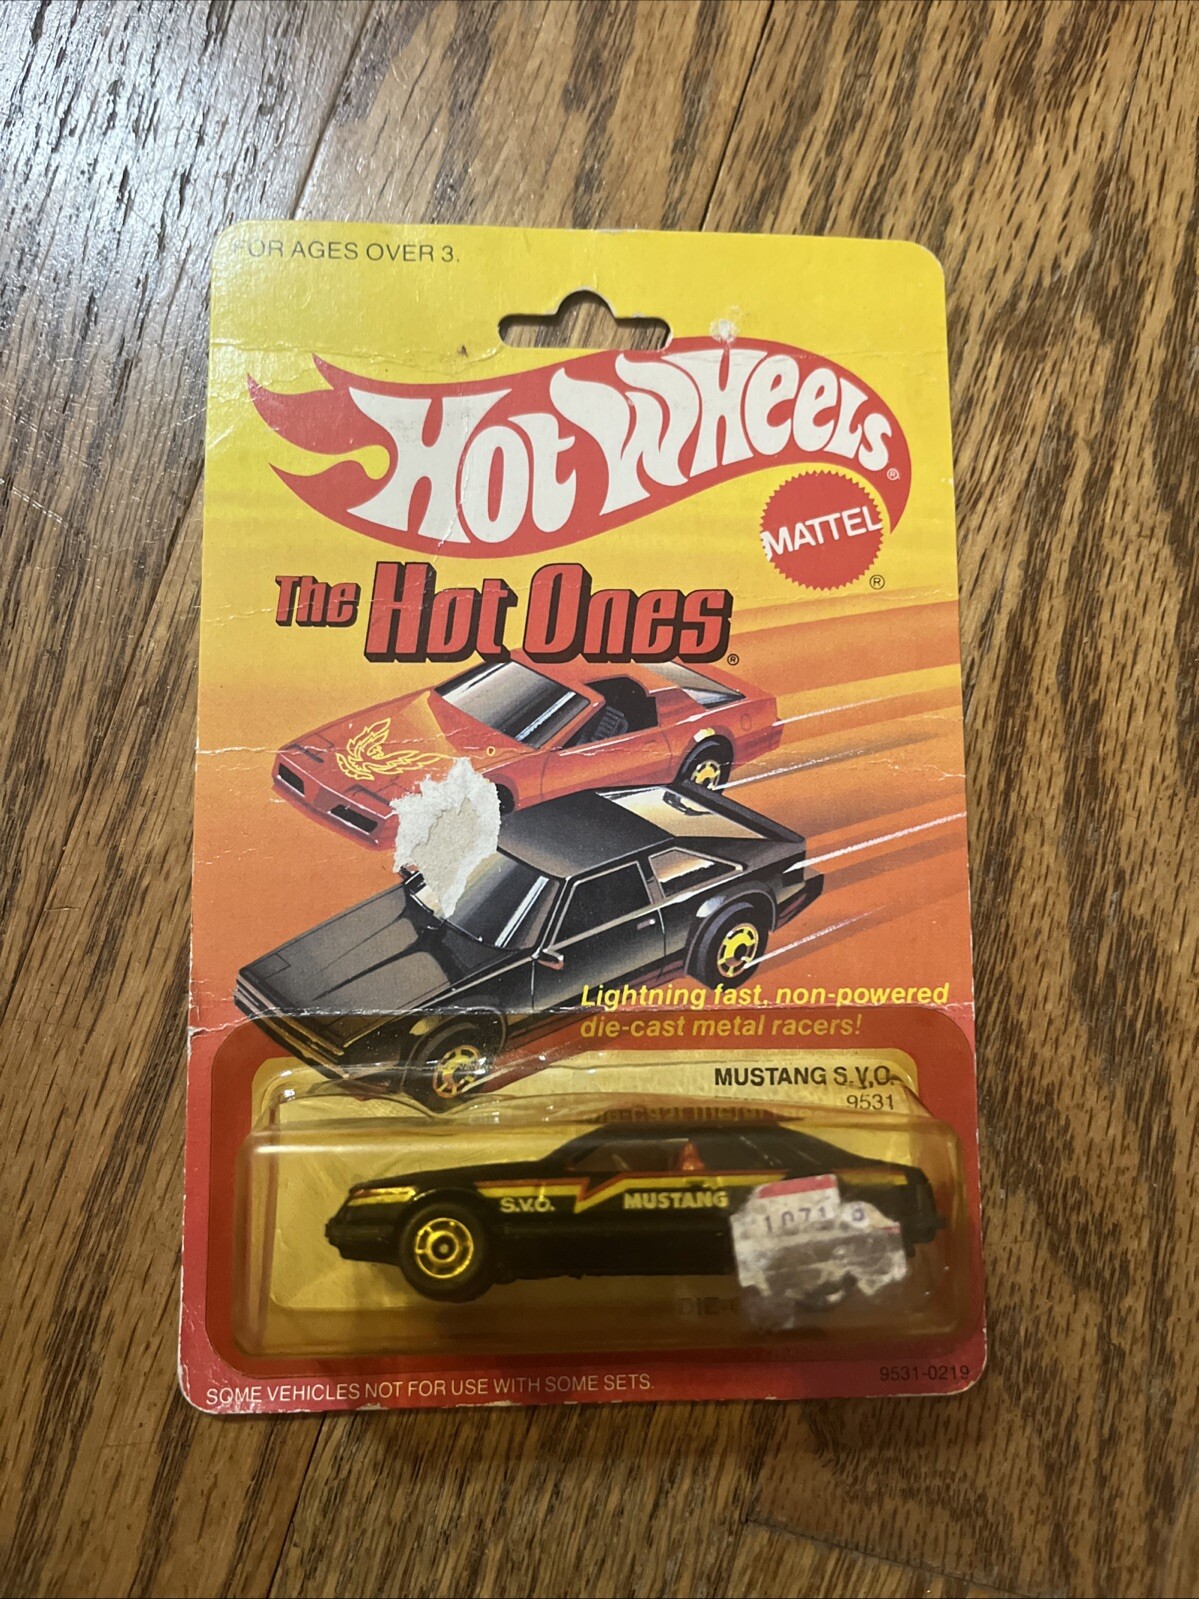 FOR AGES OVER 3.
HOT WHEELS®
MATTEL
®
The Hot Ones®
Lightning fast, non-powered
die-cast metal racers!
MUSTANG S.V.O.
9531
S.V.O. MUSTANG
1071
9531-0219
SOME VEHICLES NOT FOR USE WITH SOME SETS.